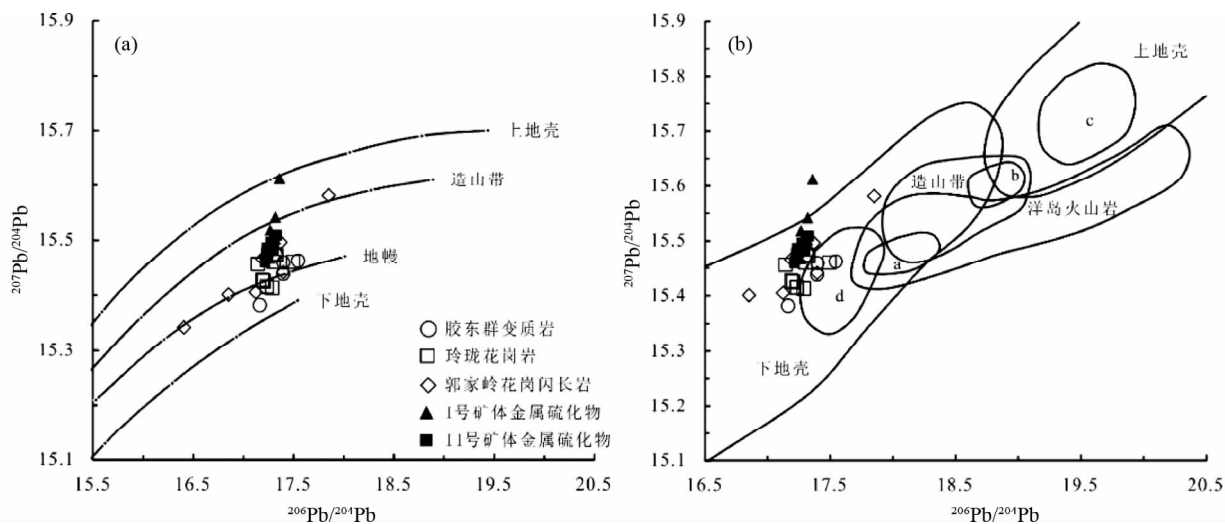 (a)
15.9
15.7
15.5
15.3
15.1
²⁰⁷Pb/²⁰⁴Pb
上地壳
造山带
地幔
下地壳
胶东群变质岩
玲珑花岗岩
郭家岭花岗闪长岩
I号矿体金属硫化物
II号矿体金属硫化物
15.5 16.5 17.5 18.5 19.5
²⁰⁶Pb/²⁰⁴Pb
(b)
15.9
15.8
15.7
15.6
15.5
15.4
15.3
15.2
15.1
²⁰⁷Pb/²⁰⁴Pb
上地壳
c
造山带
b
洋岛火山岩
a
d
下地壳
16.5 17.5 18.5 19.5 20.5
²⁰⁶Pb/²⁰⁴Pb